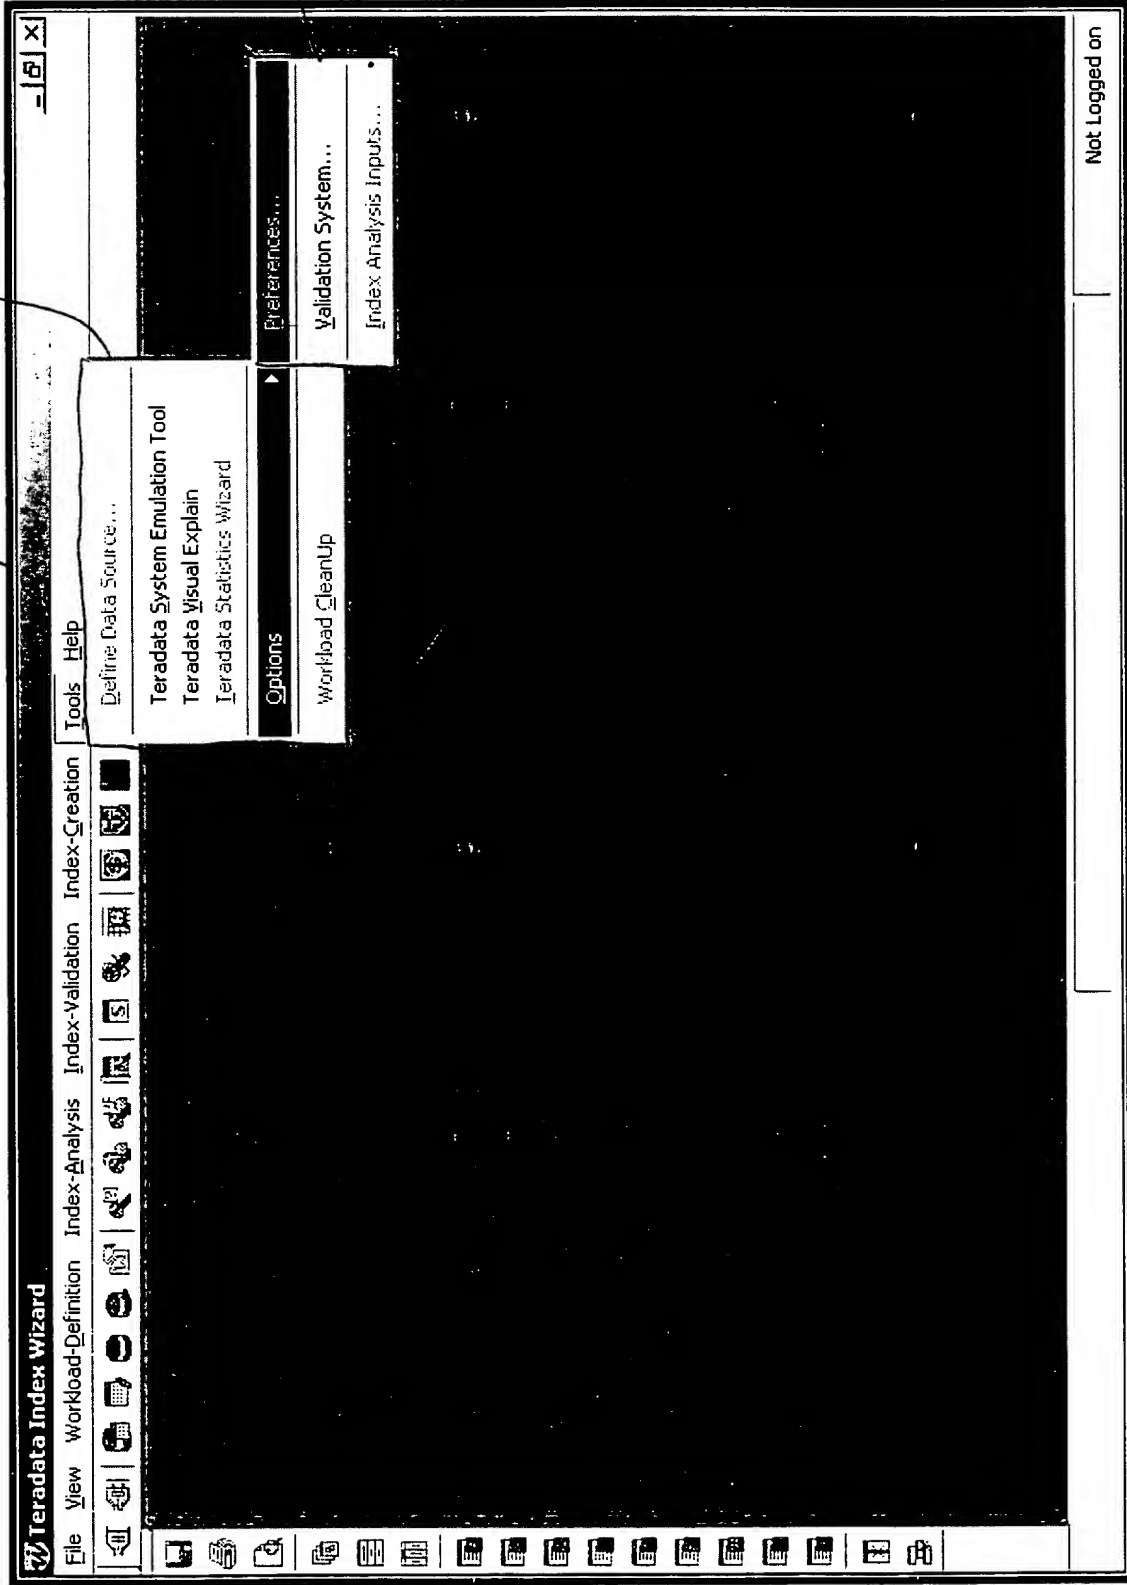 Teradata Index Wizard
File View Workload-Definition Index-Analysis Index-Validation Index-Creation Tools Help
Define Data Source...
Teradata System Emulation Tool
Teradata Visual Explain
Teradata Statistics Wizard
Options
Preferences...
Workload CleanUp
Validation System...
Index Analysis Inputs...
Not Logged on